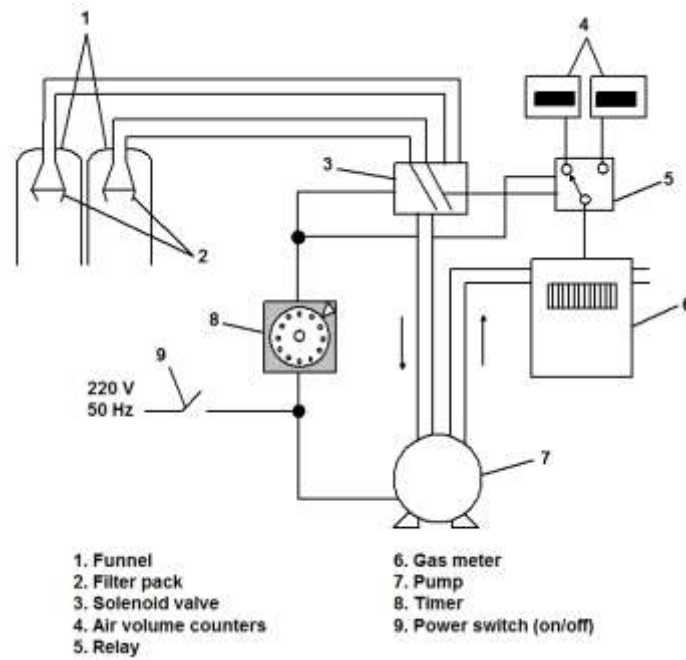 1
4
3
5
2
8
6
9
220 V
50 Hz
7
1. Funnel
2. Filter pack
3. Solenoid valve
4. Air volume counters
5. Relay
6. Gas meter
7. Pump
8. Timer
9. Power switch (on/off)